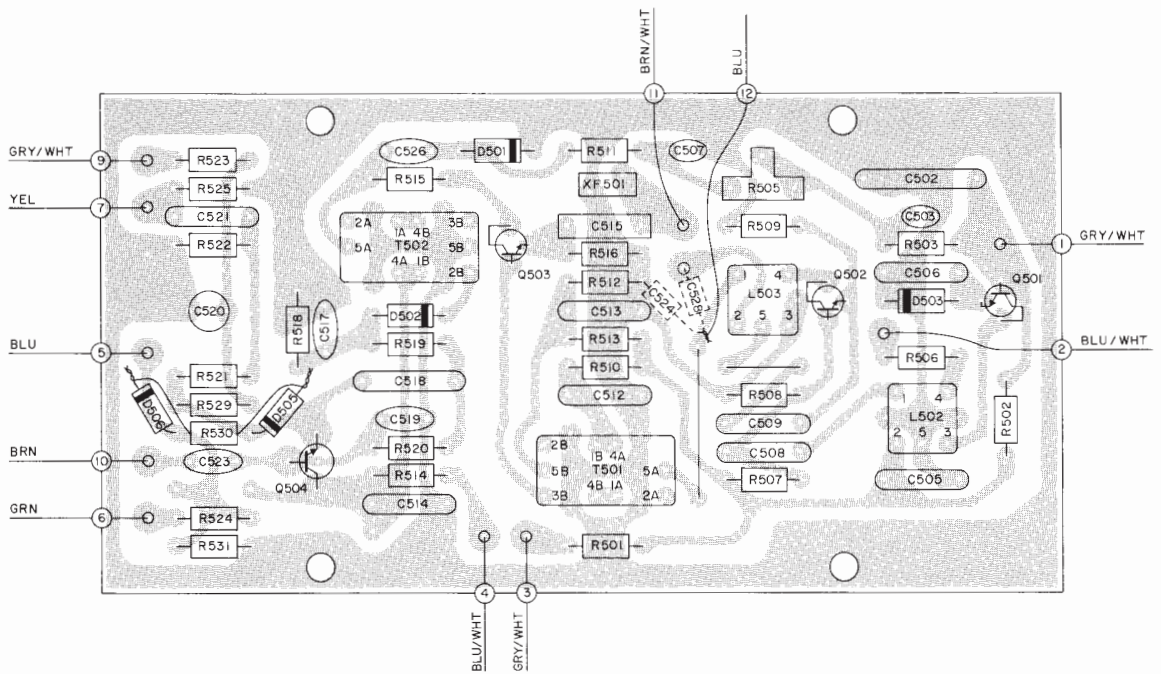 BRN/WHT
BLU
11
12
GRY/WHT
9
R523
C526
D501
R511
C507
R525
R515
XF501
R505
C502
YEL
7
C521
2A
1A 4B
3B
C515
C503
R522
5A
T502
5B
Q503
R516
R509
R503
1
GRY/WHT
4A 1B
2B
R512
C524
C528
1 4
L503
2 5 3
Q502
C506
Q501
C520
R518
C517
D502
C513
D503
BLU
5
R519
R513
R506
2
BLU/WHT
R521
C518
R510
D506
R529
D505
C512
R508
1 4
L502
2 5 3
R502
R530
C519
C509
BRN
10
C523
Q504
R520
2B
1B 4A
5B
T501
5A
C508
R514
3B
4B 1A
2A
R507
C505
GRN
6
R524
C514
R531
R501
4
3
BLU/WHT
GRY/WHT